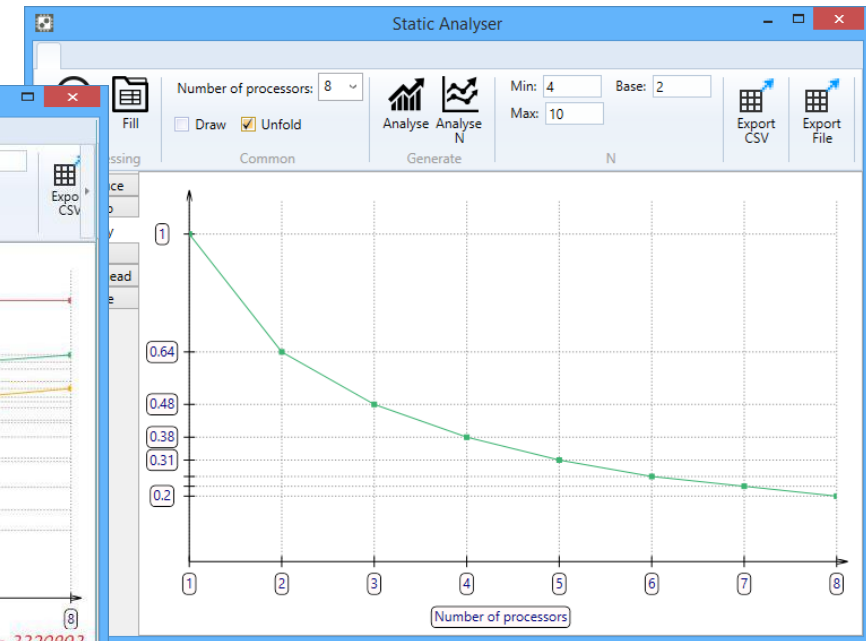 Static Analyser
Fill
Number of processors: 8
Draw Unfold
Common
Analyse Analyse N
Generate
Min: 4 Base: 2
Max: 10
N
Export CSV
Export File
1
0.64
0.48
0.38
0.31
0.2
1 2 3 4 5 6 7 8
Number of processors
CSV
8